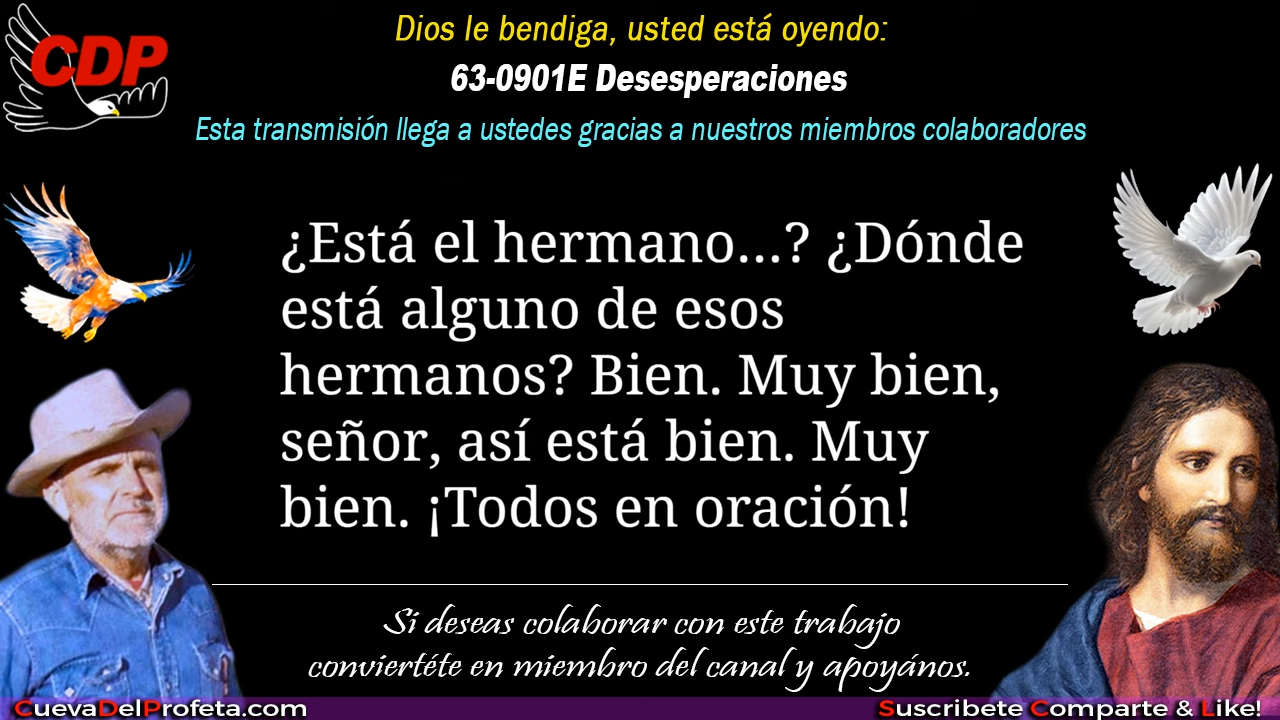 CDP
Dios le bendiga, usted está oyendo:
63-0901E Desesperaciones
Esta transmisión llega a ustedes gracias a nuestros miembros colaboradores
¿Está el hermano...? ¿Dónde
está alguno de esos
hermanos? Bien. Muy bien,
señor, así está bien. Muy
bien. ¡Todos en oración!
Si deseas colaborar con este trabajo
conviertéte en miembro del canal y apoyános.
CuevaDelProfeta.com
Suscribete Comparte & Like!